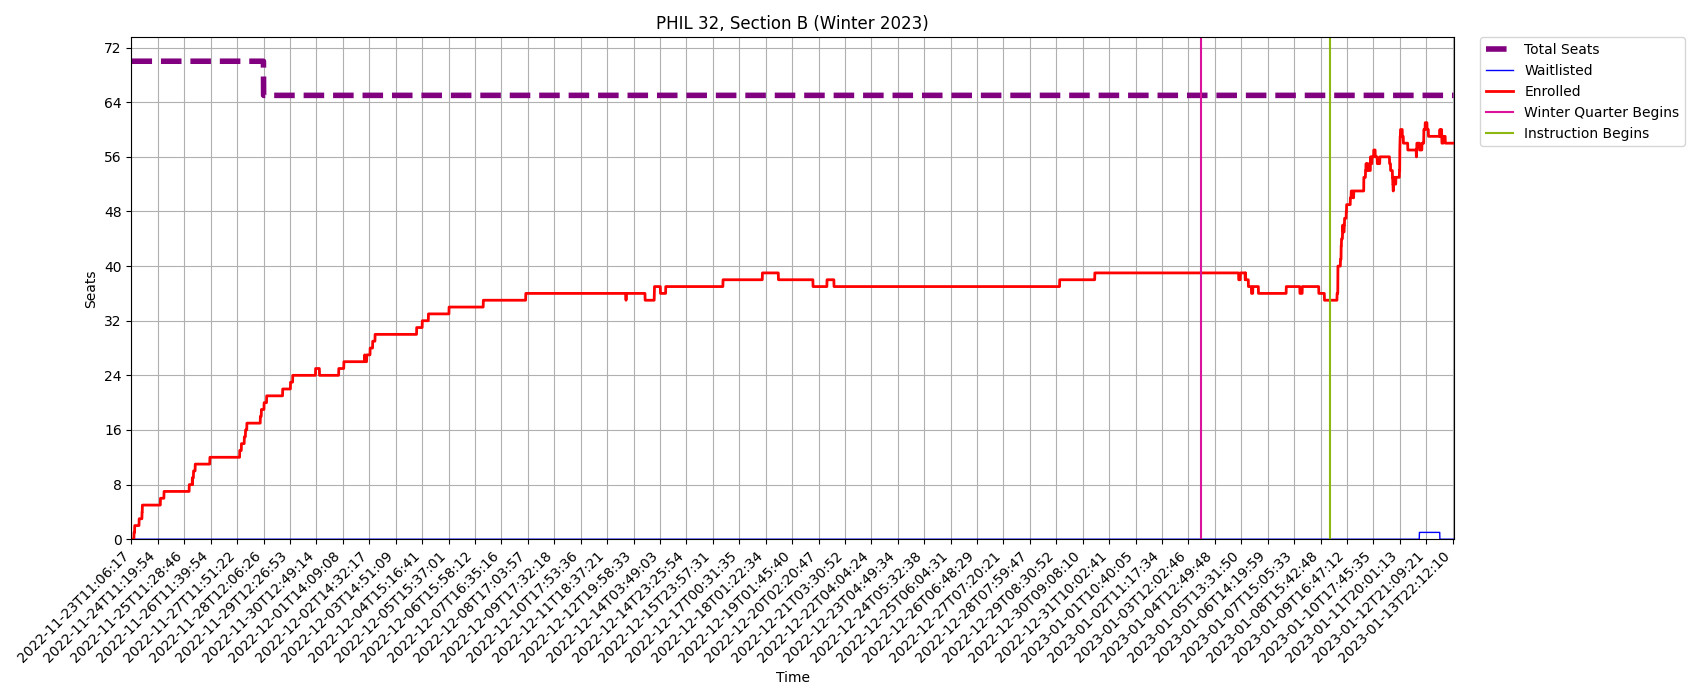 PHIL 32, Section B (Winter 2023)
Total Seats
Waitlisted
Enrolled
Winter Quarter Begins
Instruction Begins
72
64
56
48
40
32
24
16
8
0
Seats
2022-11-23T11:06:17
2022-11-24T11:19:54
2022-11-25T11:28:46
2022-11-26T11:39:54
2022-11-27T11:51:22
2022-11-28T12:06:26
2022-11-29T12:26:53
2022-11-30T12:49:14
2022-12-01T14:09:08
2022-12-02T14:32:17
2022-12-03T14:51:09
2022-12-04T15:16:41
2022-12-05T15:37:01
2022-12-06T15:58:12
2022-12-07T16:35:16
2022-12-09T17:03:57
2022-12-10T17:32:18
2022-12-10T17:53:36
2022-12-11T18:37:21
2022-12-12T19:58:33
2022-12-14T03:49:03
2022-12-14T23:25:54
2022-12-15T23:57:31
2022-12-17T00:31:35
2022-12-18T01:22:34
2022-12-19T01:45:40
2022-12-20T02:20:47
2022-12-21T03:30:52
2022-12-22T04:04:24
2022-12-23T04:49:34
2022-12-24T05:32:38
2022-12-25T06:04:31
2022-12-26T06:48:29
2022-12-27T07:20:21
2022-12-28T07:59:47
2022-12-29T08:30:52
2022-12-30T09:08:10
2022-12-31T10:02:41
2023-01-01T10:40:05
2023-01-02T11:17:34
2023-01-03T12:02:46
2023-01-04T12:49:48
2023-01-05T13:31:50
2023-01-06T14:19:59
2023-01-07T15:05:33
2023-01-08T15:42:48
2023-01-09T16:47:12
2023-01-10T17:45:35
2023-01-11T20:01:13
2023-01-12T21:09:21
2023-01-13T22:12:10
Time